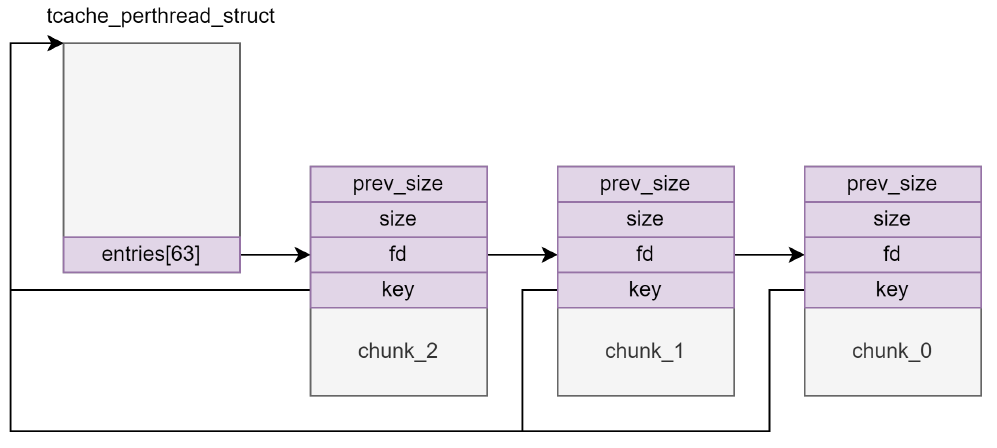 tcache_perthread_struct
entries[63]
prev_size
size
fd
key
chunk_2
prev_size
size
fd
key
chunk_1
prev_size
size
fd
key
chunk_0